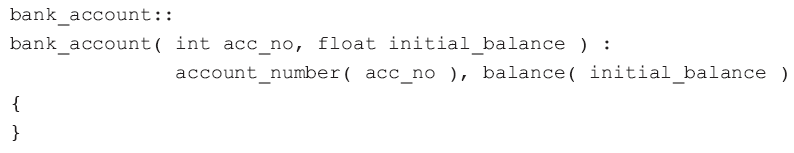 bank_account::
bank_account( int acc_no, float initial_balance ) :
account_number( acc_no ), balance( initial_balance )
{
}